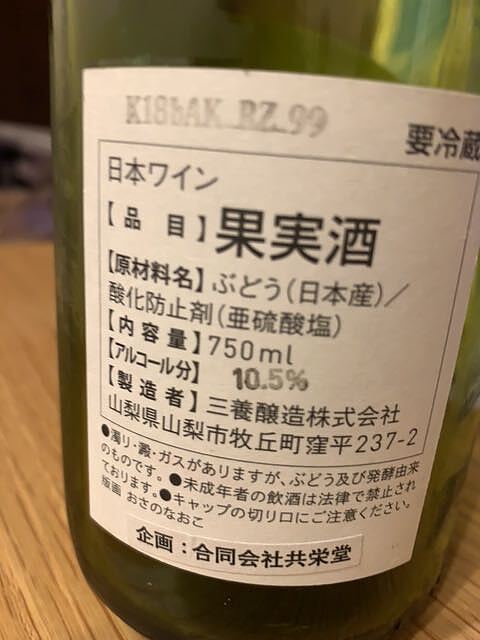 K18bAK_RZ_99
要冷蔵
日本ワイン
【品 目】果実酒
【原材料名】ぶどう(日本産)/
酸化防止剤(亜硫酸塩)
【内容量】750ml
【アルコール分】 10.5%
【製造者】三養醸造株式会社
山梨県山梨市牧丘町窪平237-2
●濁り・澱・ガスがありますが、ぶどう及び発酵由来
のものです。●未成年者の飲酒は法律で禁止され
ております。●キャップの切り口にご注意ください。
版画 おさのなおこ
企画:合同会社共栄堂